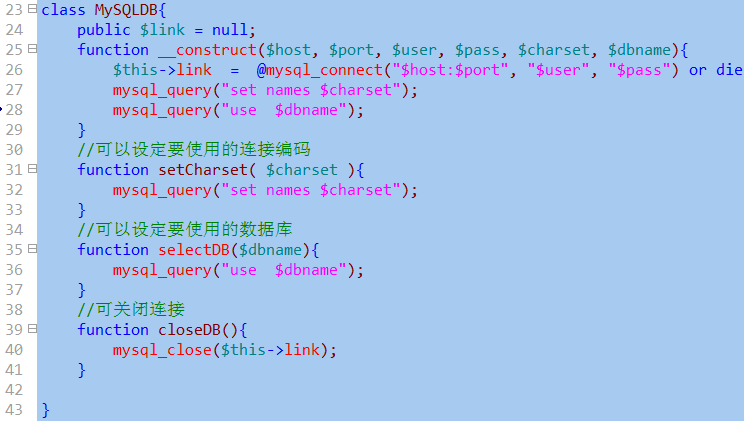 23 class MySQLDB{
24 public $link = null;
25 function __construct($host, $port, $user, $pass, $charset, $dbname){
26 $this->link  =  @mysql_connect("$host:$port", "$user", "$pass") or die
27 mysql_query("set names $charset");
28 mysql_query("use  $dbname");
29 }
30 //可以设定要使用的连接编码
31 function setCharset( $charset ){
32 mysql_query("set names $charset");
33 }
34 //可以设定要使用的数据库
35 function selectDB($dbname){
36 mysql_query("use  $dbname");
37 }
38 //可关闭连接
39 function closeDB(){
40 mysql_close($this->link);
41 }
42
43 }